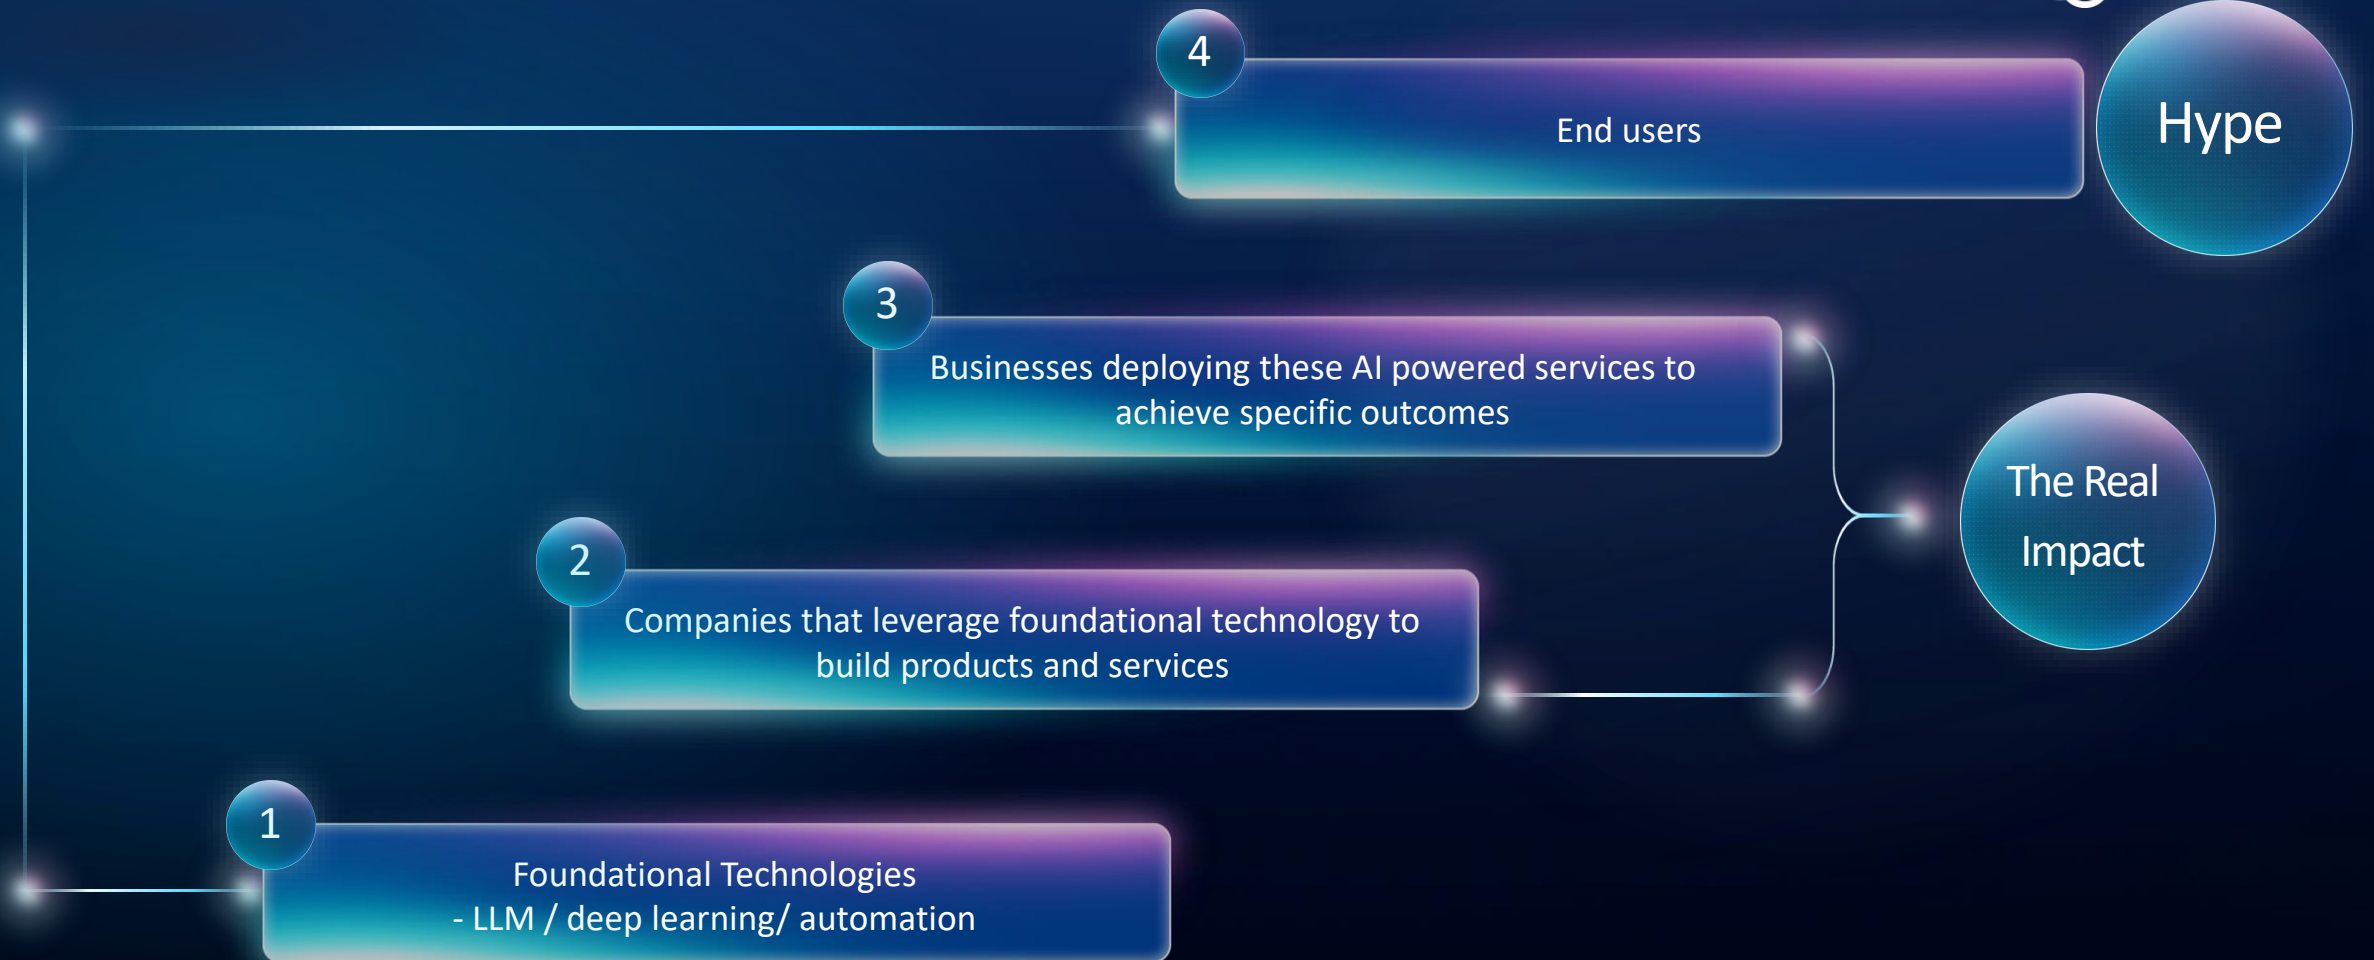 4
End users
Hype
3
Businesses deploying these AI powered services to
achieve specific outcomes
The Real
Impact
2
Companies that leverage foundational technology to
build products and services
1
Foundational Technologies
- LLM / deep learning/ automation